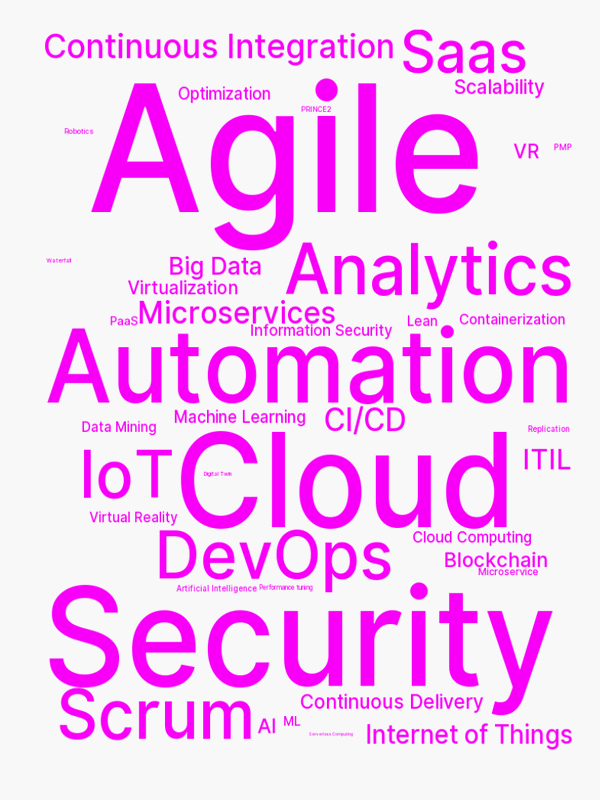 Continuous Integration
Saas
Scalability
Optimization
PRINCE2
Agile
Robotics
VR
PMP
Analytics
Waterfall
Big Data
Virtualization
Microservices
PaaS
Information Security
Lean
Containerization
Automation
Machine Learning
CI/CD
Data Mining
Replication
Cloud
IoT
ITIL
Digital Twin
Virtual Reality
DevOps
Cloud Computing
Blockchain
Microservice
Artificial Intelligence
Performance tuning
Security
Scrum
Continuous Delivery
AI
ML
Serverless Computing
Internet of Things